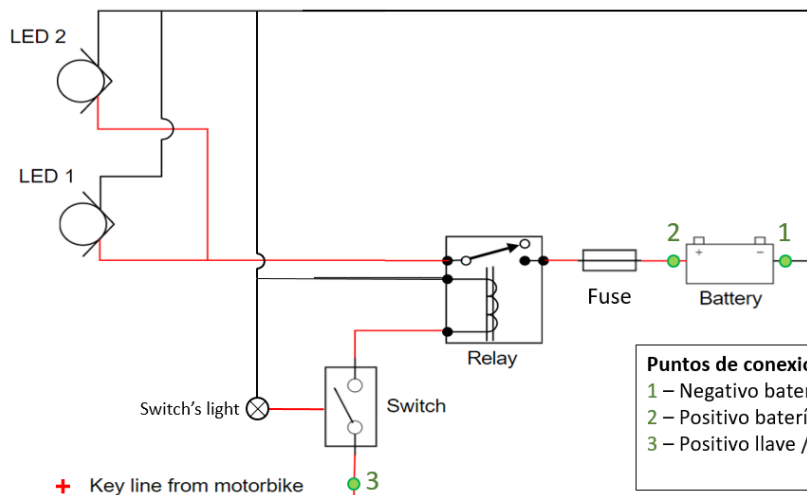 LED 2
LED 1
2
1
+ −
Fuse
Battery
Relay
Switch's light
Switch
Puntos de
1 – Negativo
2 – Positivo
3 – Positivo llave /
3
+ Key line from motorbike